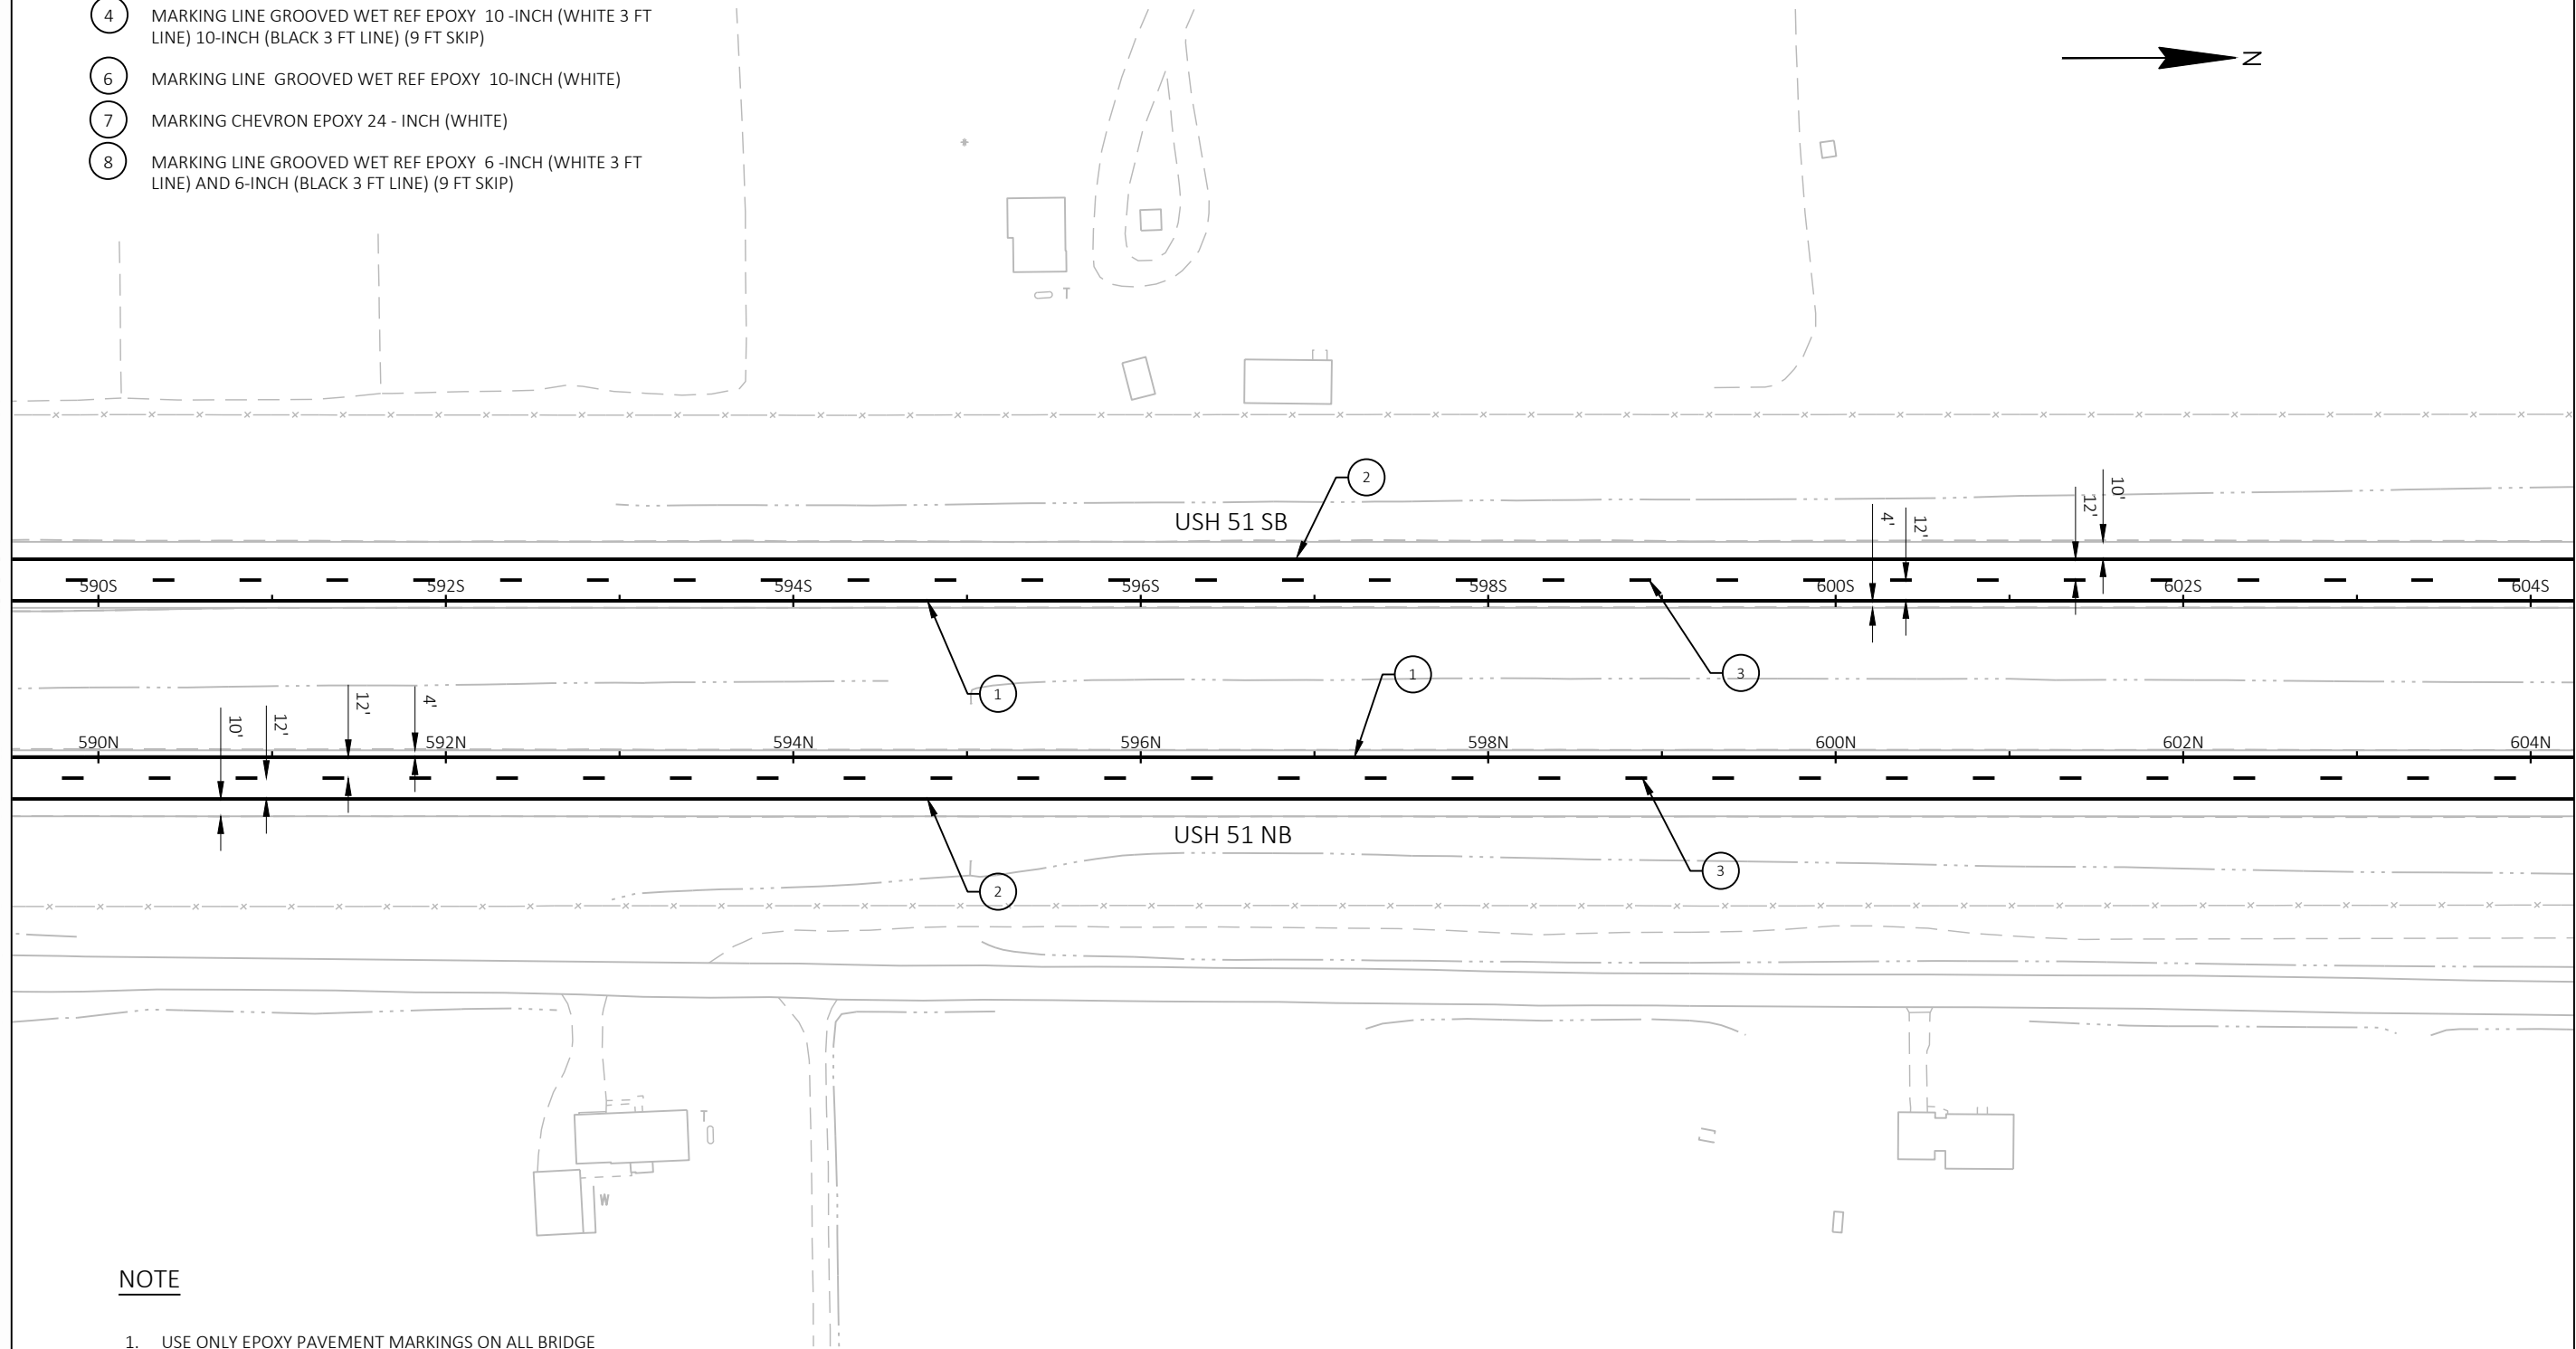 4 MARKING LINE GROOVED WET REF EPOXY 10 -INCH (WHITE 3 FT
LINE) 10-INCH (BLACK 3 FT LINE) (9 FT SKIP)
6 MARKING LINE GROOVED WET REF EPOXY 10-INCH (WHITE)
7 MARKING CHEVRON EPOXY 24 - INCH (WHITE)
8 MARKING LINE GROOVED WET REF EPOXY 6 -INCH (WHITE 3 FT
LINE) AND 6-INCH (BLACK 3 FT LINE) (9 FT SKIP)
N
T
2
10'
12'
USH 51 SB
4'
12'
590S 592S 594S 596S 598S 600S 602S 604S
1
1
3
10'
12'
12'
4'
590N 592N 594N 596N 598N 600N 602N 604N
USH 51 NB
2
3
T
W
NOTE
1. USE ONLY EPOXY PAVEMENT MARKINGS ON ALL BRIDGE